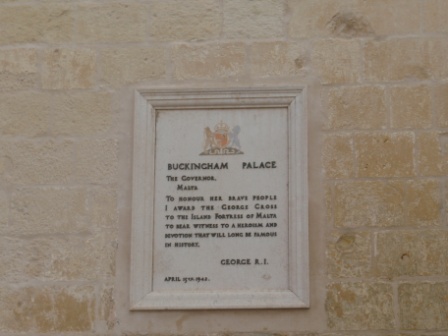 BUCKINGHAM PALACE
THE GOVERNOR,
MALTA
TO HONOUR HER BRAVE PEOPLE
I AWARD THE GEORGE CROSS
TO THE ISLAND FORTRESS OF MALTA
TO BEAR WITNESS TO A HEROISM AND
DEVOTION THAT WILL LONG BE FAMOUS
IN HISTORY.
GEORGE R.I.
APRIL 15TH. 1942.